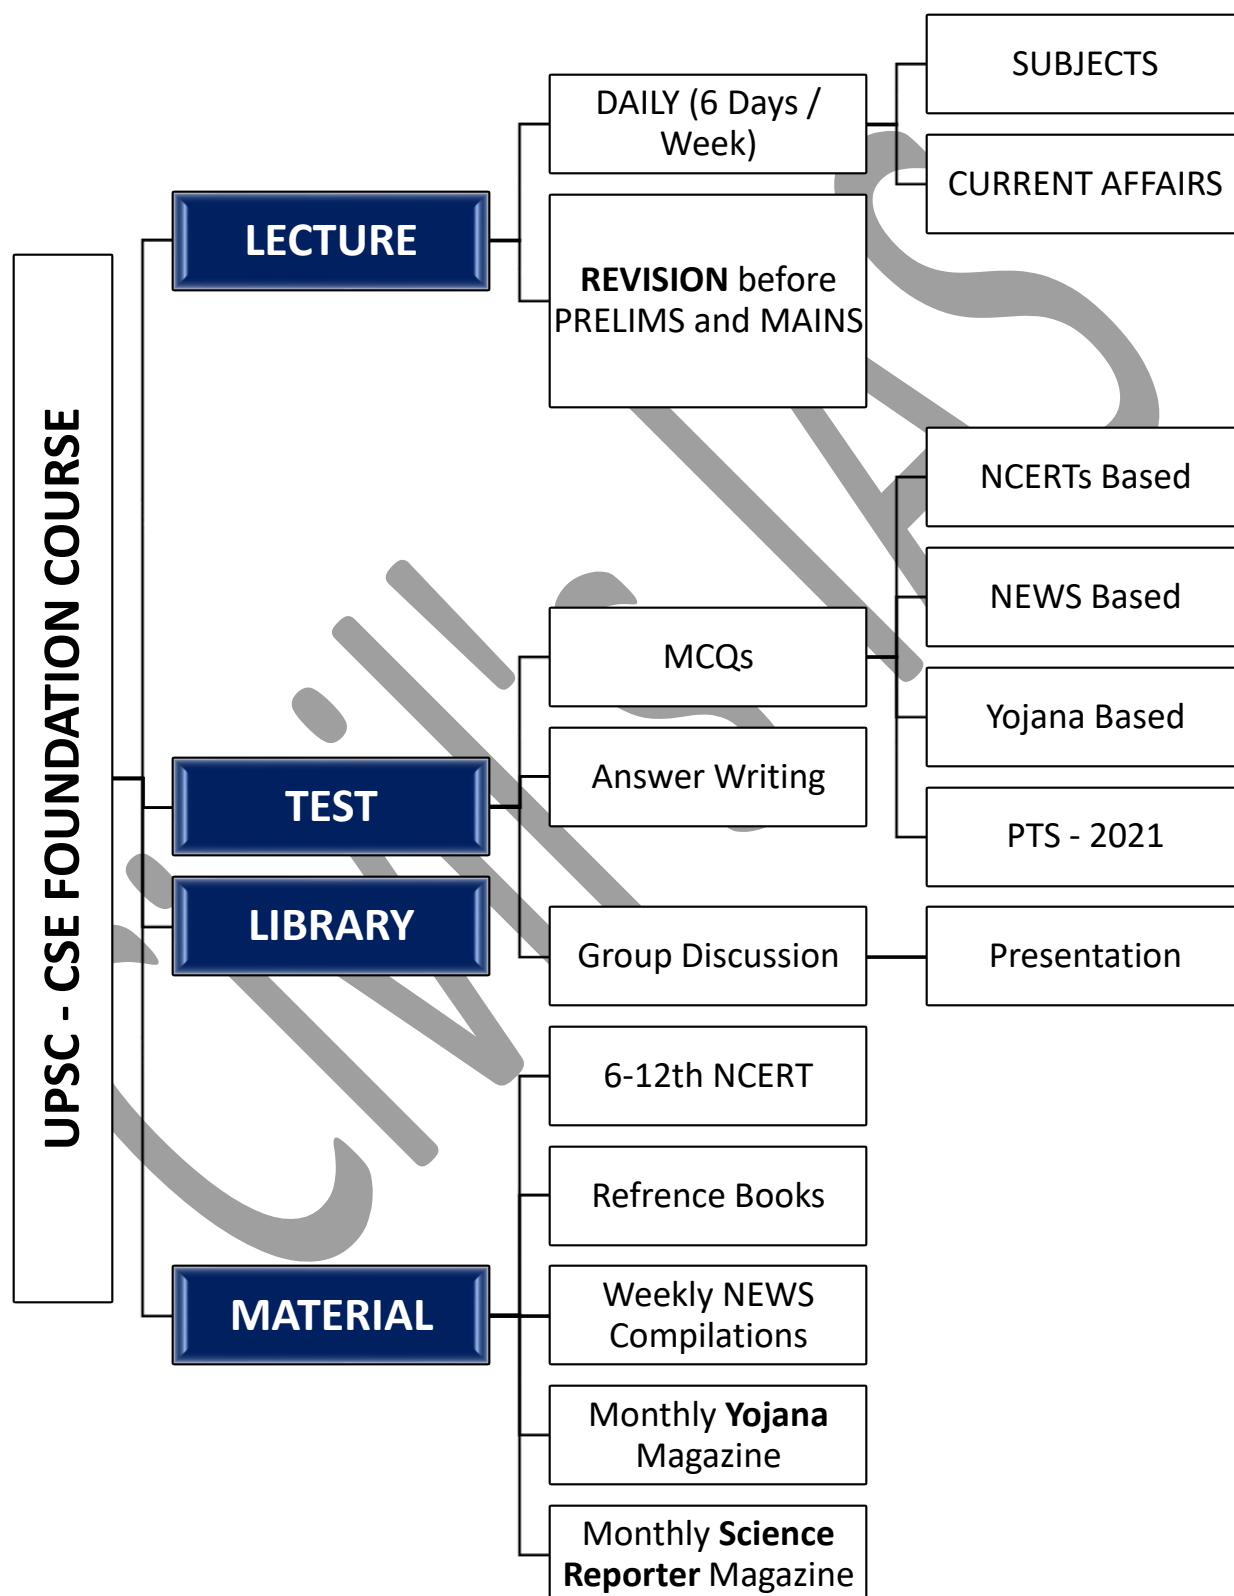 UPSC - CSE FOUNDATION COURSE
LECTURE
DAILY (6 Days /
Week)
SUBJECTS
CURRENT AFFAIRS
REVISION before
PRELIMS and MAINS
TEST
MCQs
NCERTs Based
NEWS Based
Yojana Based
PTS - 2021
Answer Writing
Group Discussion
Presentation
LIBRARY
MATERIAL
6-12th NCERT
Refrence Books
Weekly NEWS
Compilations
Monthly Yojana
Magazine
Monthly Science
Reporter Magazine